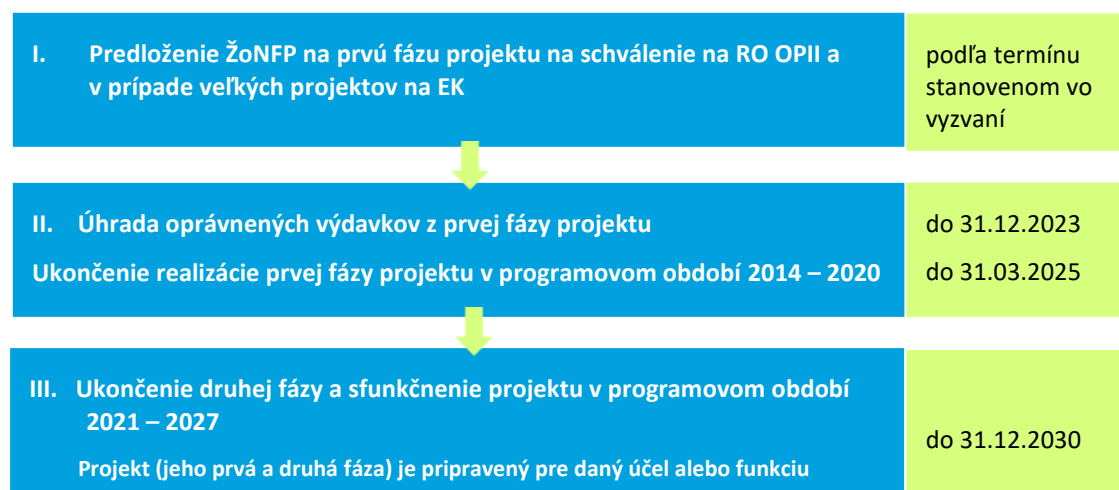 I. Predloženie ŽoNFP na prvú fázu projektu na schválenie na RO OPII a
v prípade veľkých projektov na EK
podľa termínu
stanovenom vo
vyzvaní
II. Úhrada oprávnených výdavkov z prvej fázy projektu
do 31.12.2023
Ukončenie realizácie prvej fázy projektu v programovom období 2014 – 2020
do 31.03.2025
III. Ukončenie druhej fázy a sfunkčnenie projektu v programovom období
2021 – 2027
Projekt (jeho prvá a druhá fáza) je pripravený pre daný účel alebo funkciu
do 31.12.2030